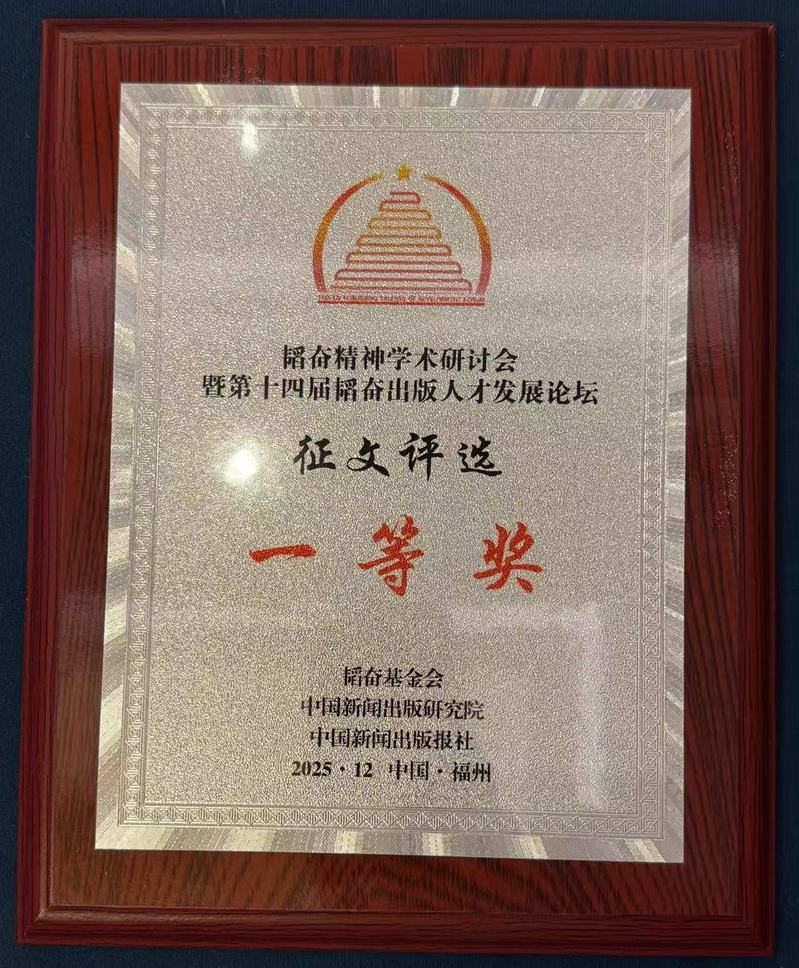 韬奋精神学术研讨会
暨第十四届韬奋出版人才发展论坛
征文评选
一等奖
韬奋基金会
中国新闻出版研究院
中国新闻出版报社
2025·12 中国·福州